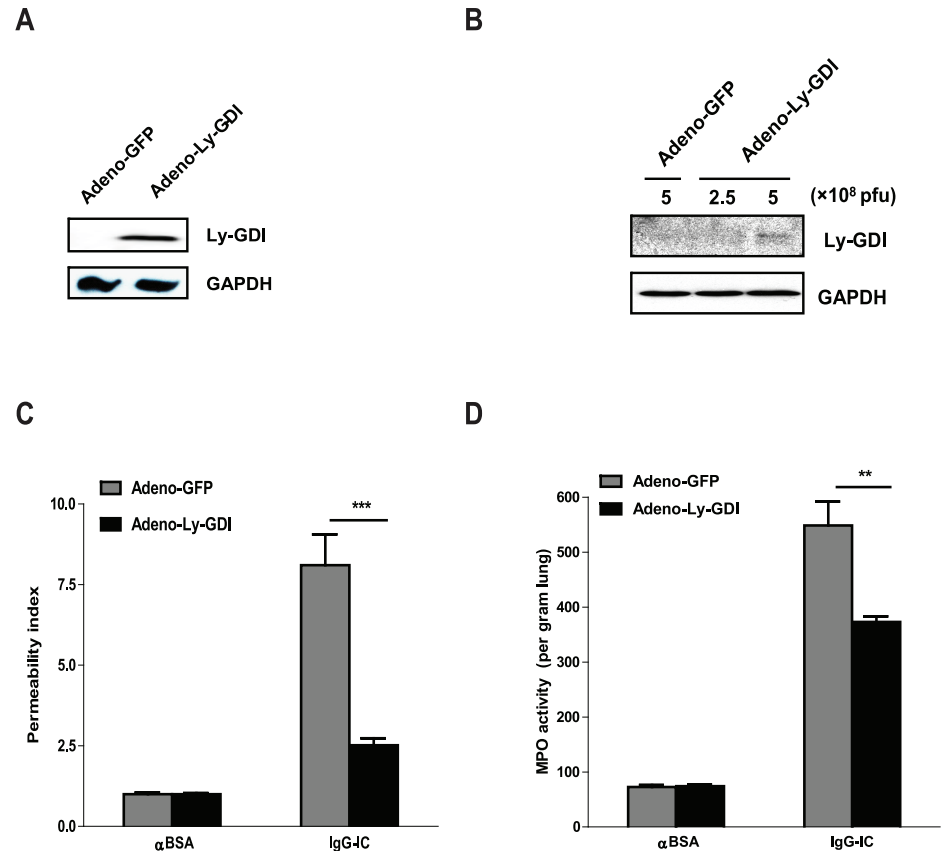 A
Adeno-GFP
Adeno-Ly-GDI
Ly-GDI
GAPDH
B
Adeno-GFP
Adeno-Ly-GDI
5 2.5 5 (×10⁸ pfu)
Ly-GDI
GAPDH
C
Adeno-GFP
Adeno-Ly-GDI
***
10.0
7.5
5.0
2.5
0.0
Permeability index
αBSA IgG-IC
D
Adeno-GFP
Adeno-Ly-GDI
**
600
500
400
300
200
100
0
MPO activity (per gram lung)
αBSA IgG-IC